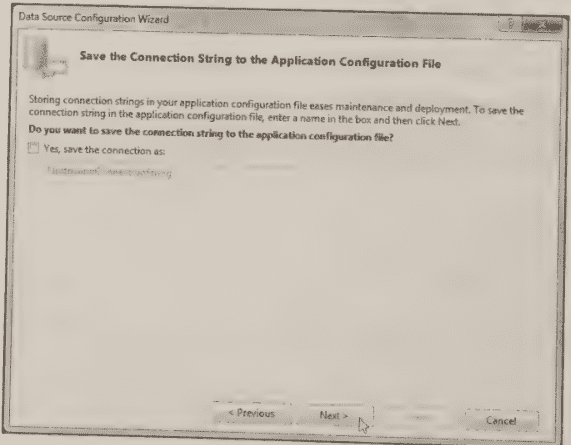 Data Source Configuration Wizard
Save the Connection String to the Application Configuration File
Storing connection strings in your application configuration file eases maintenance and deployment. To save the
connection string in the application configuration file, enter a name in the box and then click Next.
Do you want to save the connection string to the application configuration file?
Yes, save the connection as:
< Previous
Next >
Cancel